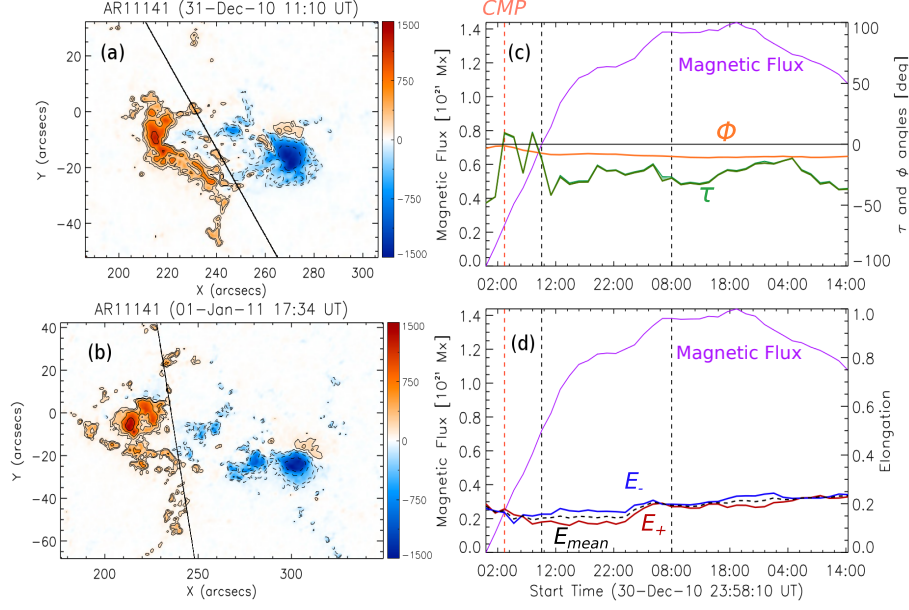 AR11141 (31-Dec-10 11:10 UT)
(a)
Y (arcsecs)
20
0
−20
−40
200 220 240 260 280 300
X (arcsecs)
1500
750
0
−750
−1500
CMP
(c)
Magnetic Flux
Φ
τ
Magnetic Flux [10²¹ Mx]
1.4
1.2
1.0
0.8
0.6
0.4
0.2
0.0
100
50
0
−50
−100
τ and ϕ angles [deg]
02:00 12:00 22:00 08:00 18:00 04:00 14:00
AR11141 (01-Jan-11 17:34 UT)
(b)
Y (arcsecs)
40
20
0
−20
−40
−60
200 250 300
X (arcsecs)
1500
750
0
−750
−1500
(d)
Magnetic Flux
E-
Emean
E+
Magnetic Flux [10²¹ Mx]
1.4
1.2
1.0
0.8
0.6
0.4
0.2
0.0
1.0
0.8
0.6
0.4
0.2
0.0
Elongation
02:00 12:00 22:00 08:00 18:00 04:00 14:00
Start Time (30-Dec-10 23:58:10 UT)